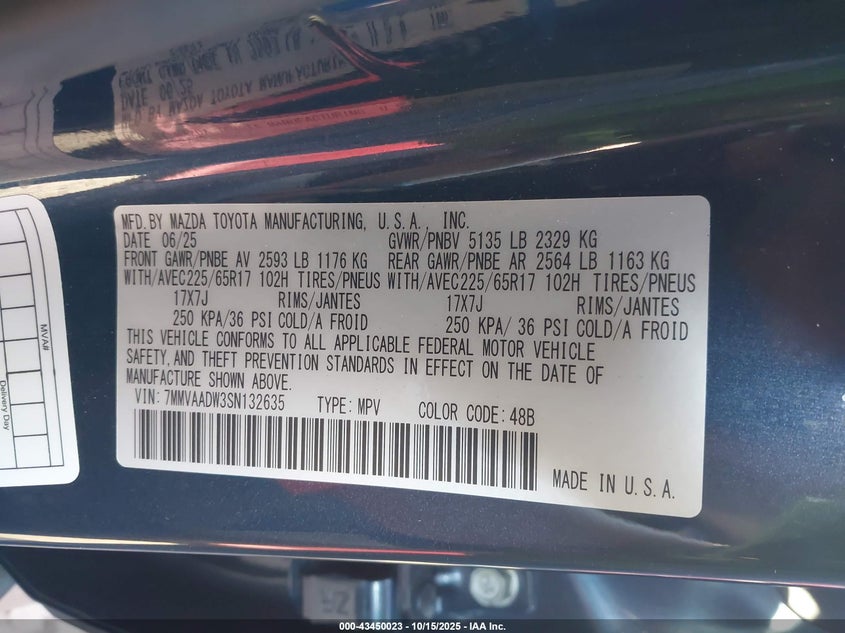 MFD. BY MAZDA TOYOTA MANUFACTURING, U.S.A., INC.
DATE 06/25 GVWR/PNBV 5135 LB 2329 KG
FRONT GAWR/PNBE AV 2593 LB 1176 KG REAR GAWR/PNBE AR 2564 LB 1163 KG
WITH/AVEC225/65R17 102H TIRES/PNEUS WITH/AVEC225/65R17 102H TIRES/PNEUS
17X7J RIMS/JANTES 17X7J RIMS/JANTES
250 KPA/36 PSI COLD/A FROID 250 KPA/ 36 PSI COLD/A FROID
THIS VEHICLE CONFORMS TO ALL APPLICABLE FEDERAL MOTOR VEHICLE
SAFETY, AND THEFT PREVENTION STANDARDS IN EFFECT ON THE DATE OF
MANUFACTURE SHOWN ABOVE.
VIN: 7MMVAADW3SN132635 TYPE: MPV COLOR CODE: 48B
MADE IN U.S.A.
MVA#
Delivery
000-43450023 - 10/15/2025 - IAA Inc.